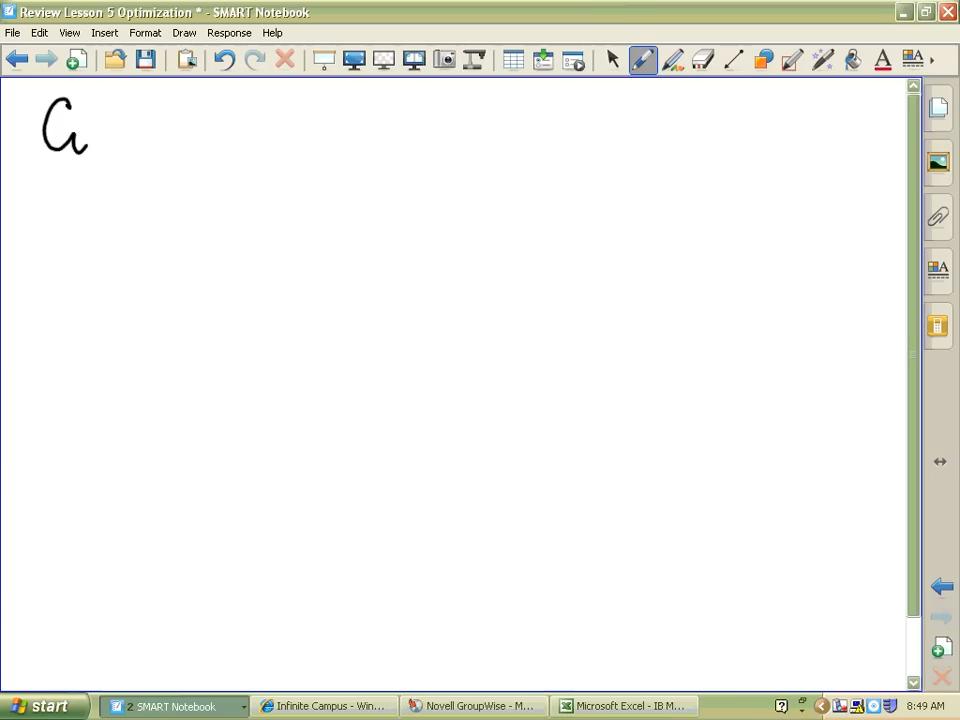 Review Lesson 5 Optimization * - SMART Notebook
File Edit View Insert Format Draw Response Help
2 SMART Notebook
Infinite Campus - Win...
Novell GroupWise - M...
Microsoft Excel - IB M...
start
8:49 AM